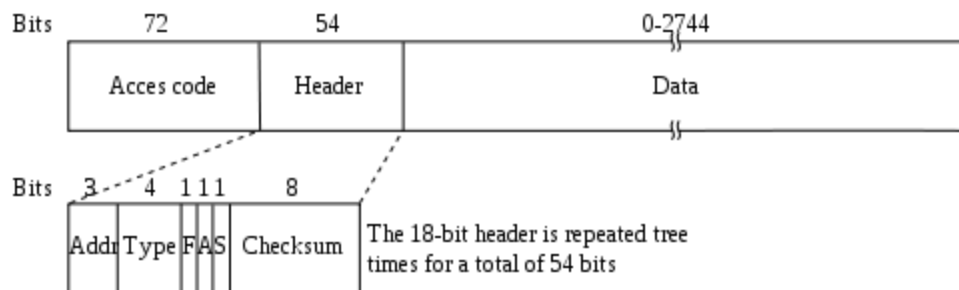 Bits 72 54 0-2744
Acces code Header Data
Bits 3 4 1 1 1 8
Addr Type F A S Checksum
The 18-bit header is repeated tree
times for a total of 54 bits